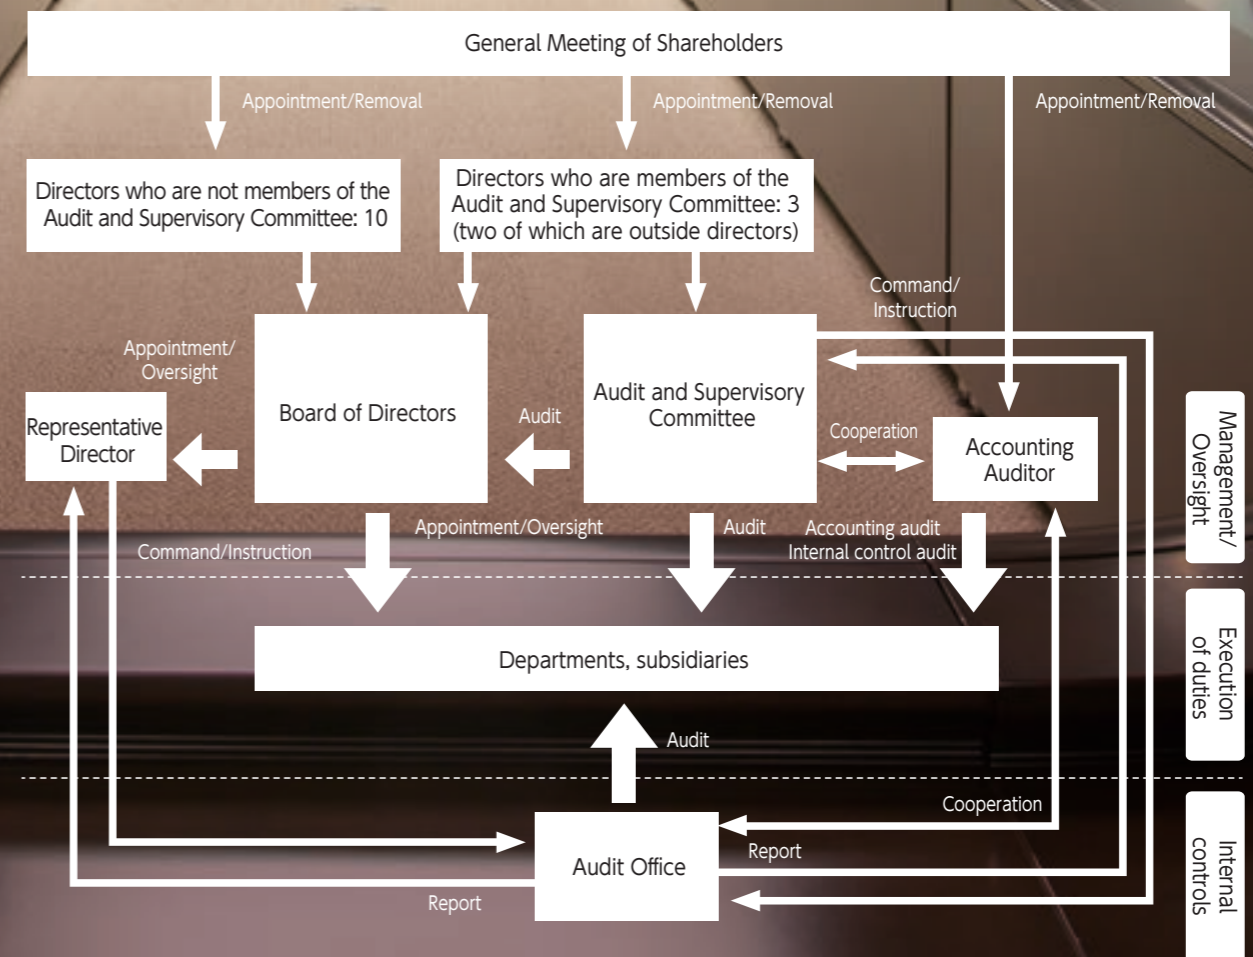 General Meeting of Shareholders
Appointment/Removal
Appointment/Removal
Appointment/Removal
Directors who are not members of the
Audit and Supervisory Committee: 10
Directors who are members of the
Audit and Supervisory Committee: 3
(two of which are outside directors)
Command/
Instruction
Appointment/
Oversight
Representative
Director
Board of Directors
Audit
Audit and Supervisory
Committee
Cooperation
Accounting
Auditor
Management/
Oversight
Command/Instruction
Appointment/Oversight
Audit
Accounting audit
Internal control audit
Departments, subsidiaries
Execution
of duties
Audit
Cooperation
Audit Office
Report
Report
Internal
controls